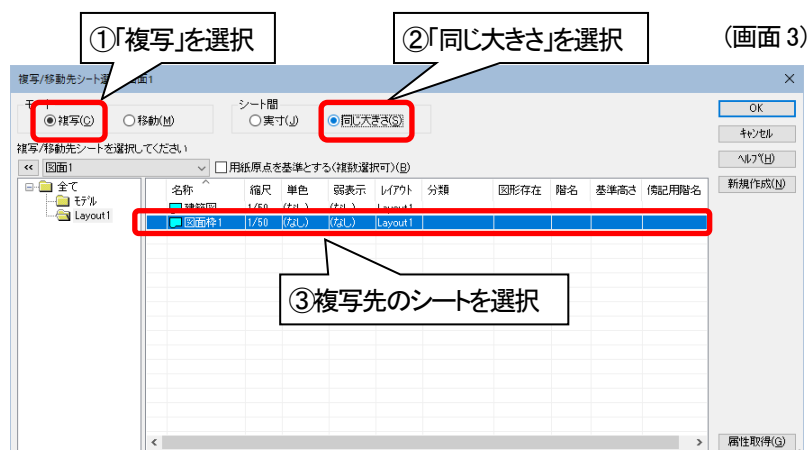 ①「複写」を選択
②「同じ大きさ」を選択
(画面 3)
複写/移動先シート選
図面1
モード
複写(C)
移動(M)
シート間
実寸(J)
同じ大きさ(S)
OK
キャンセル
ヘルプ(H)
新規作成(N)
複写/移動先シートを選択してください
<< 図面1
用紙原点を基準とする(複数選択可)(B)
全て
モデル
Layout1
名称 縮尺 単色 弱表示 レイアウト 分類 図形存在 階名 基準高さ 傍記用階名
建築図 1/50 (なし) (なし) Layout1
図面枠1 1/50 (なし) (なし) Layout1
③複写先のシートを選択
属性取得(G)